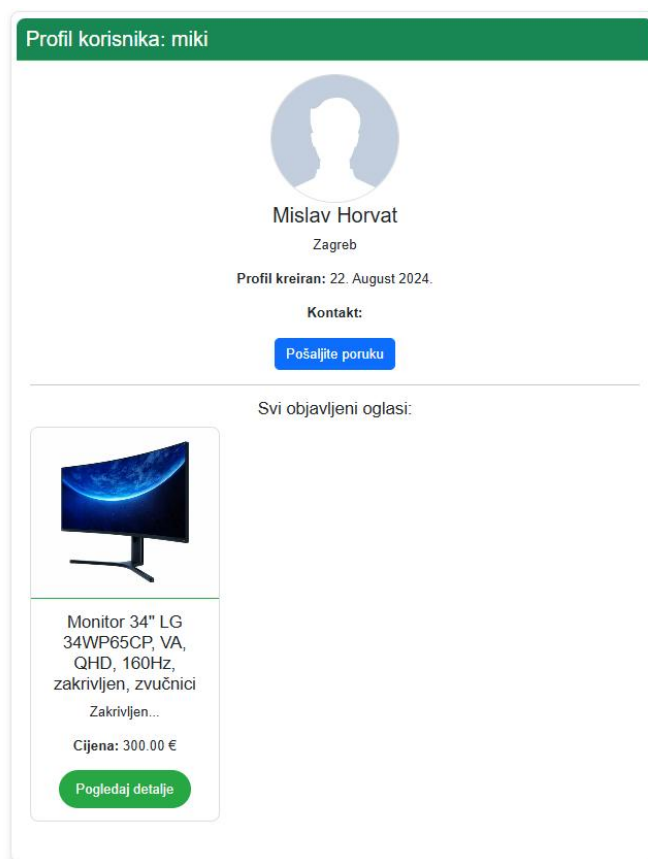 Profil korisnika: miki
Mislav Horvat
Zagreb
Profil kreiran: 22. August 2024.
Kontakt:
Pošaljite poruku
Svi objavljeni oglasi:
Monitor 34" LG
34WP65CP, VA,
QHD, 160Hz,
zakrivljen, zvučnici
Zakrivljen...
Cijena: 300.00 €
Pogledaj detalje